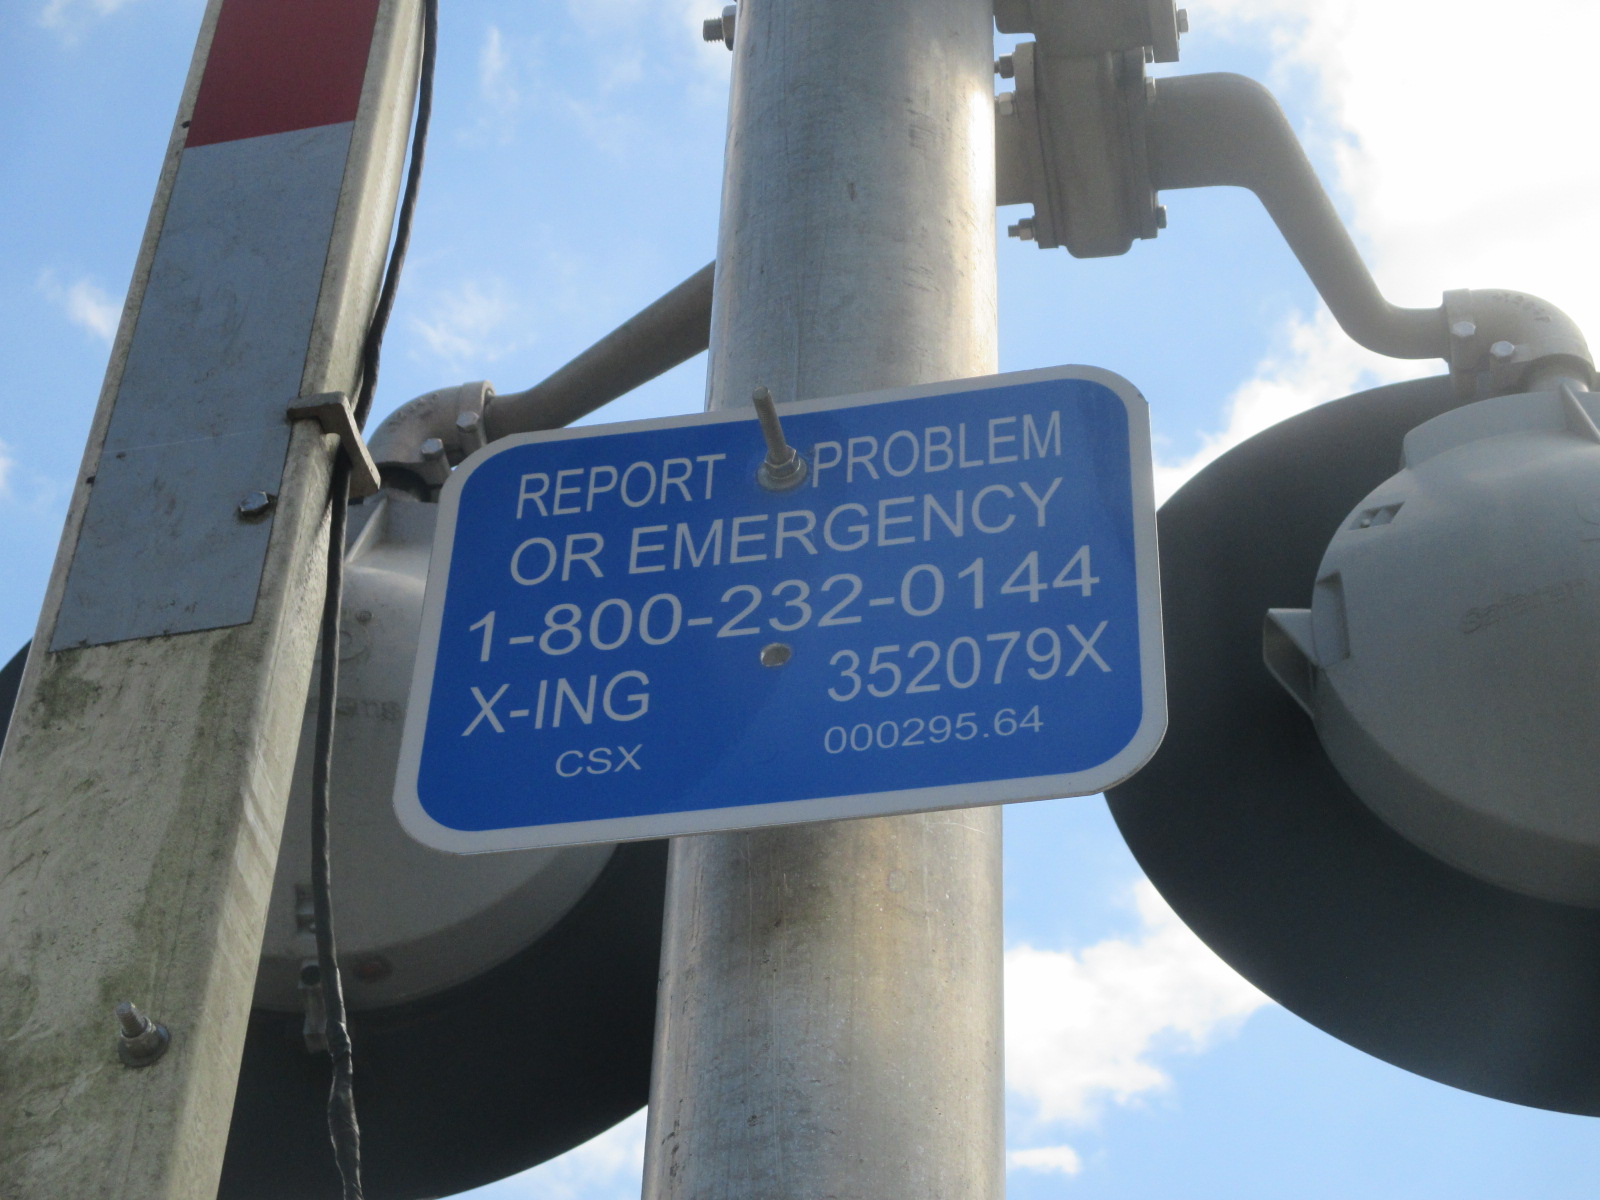 REPORT PROBLEM
OR EMERGENCY
1-800-232-0144
X-ING 352079X
CSX 000295.64